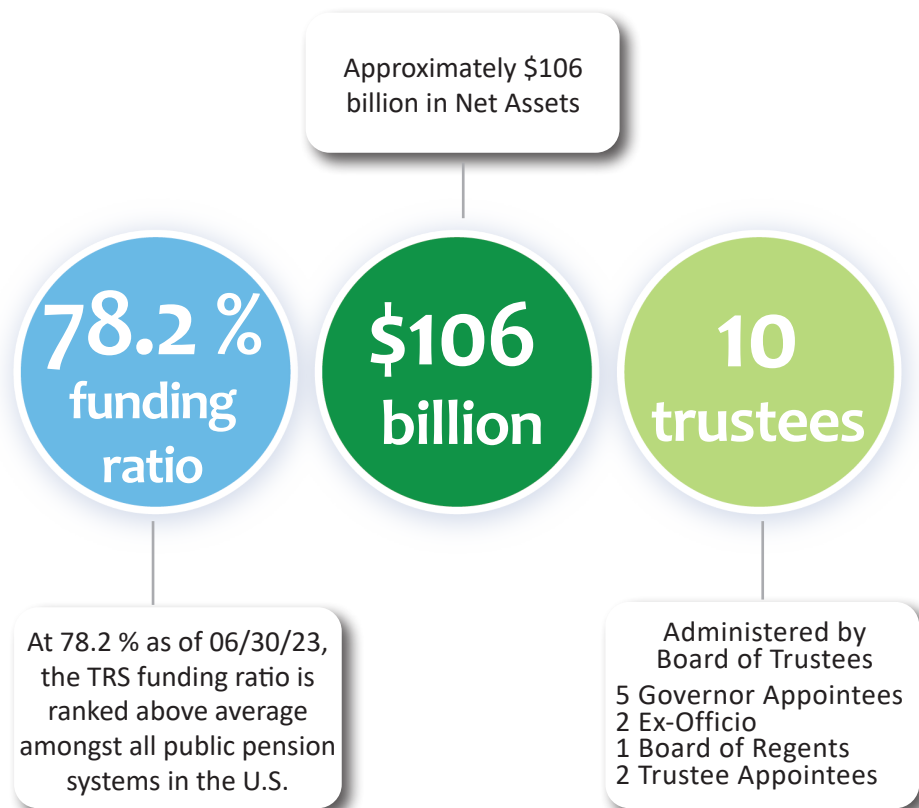 Approximately $106
billion in Net Assets
78.2 %
funding
ratio
$106
billion
10
trustees
At 78.2 % as of 06/30/23,
the TRS funding ratio is
ranked above average
amongst all public pension
systems in the U.S.
Administered by
Board of Trustees
5 Governor Appointees
2 Ex-Officio
1 Board of Regents
2 Trustee Appointees